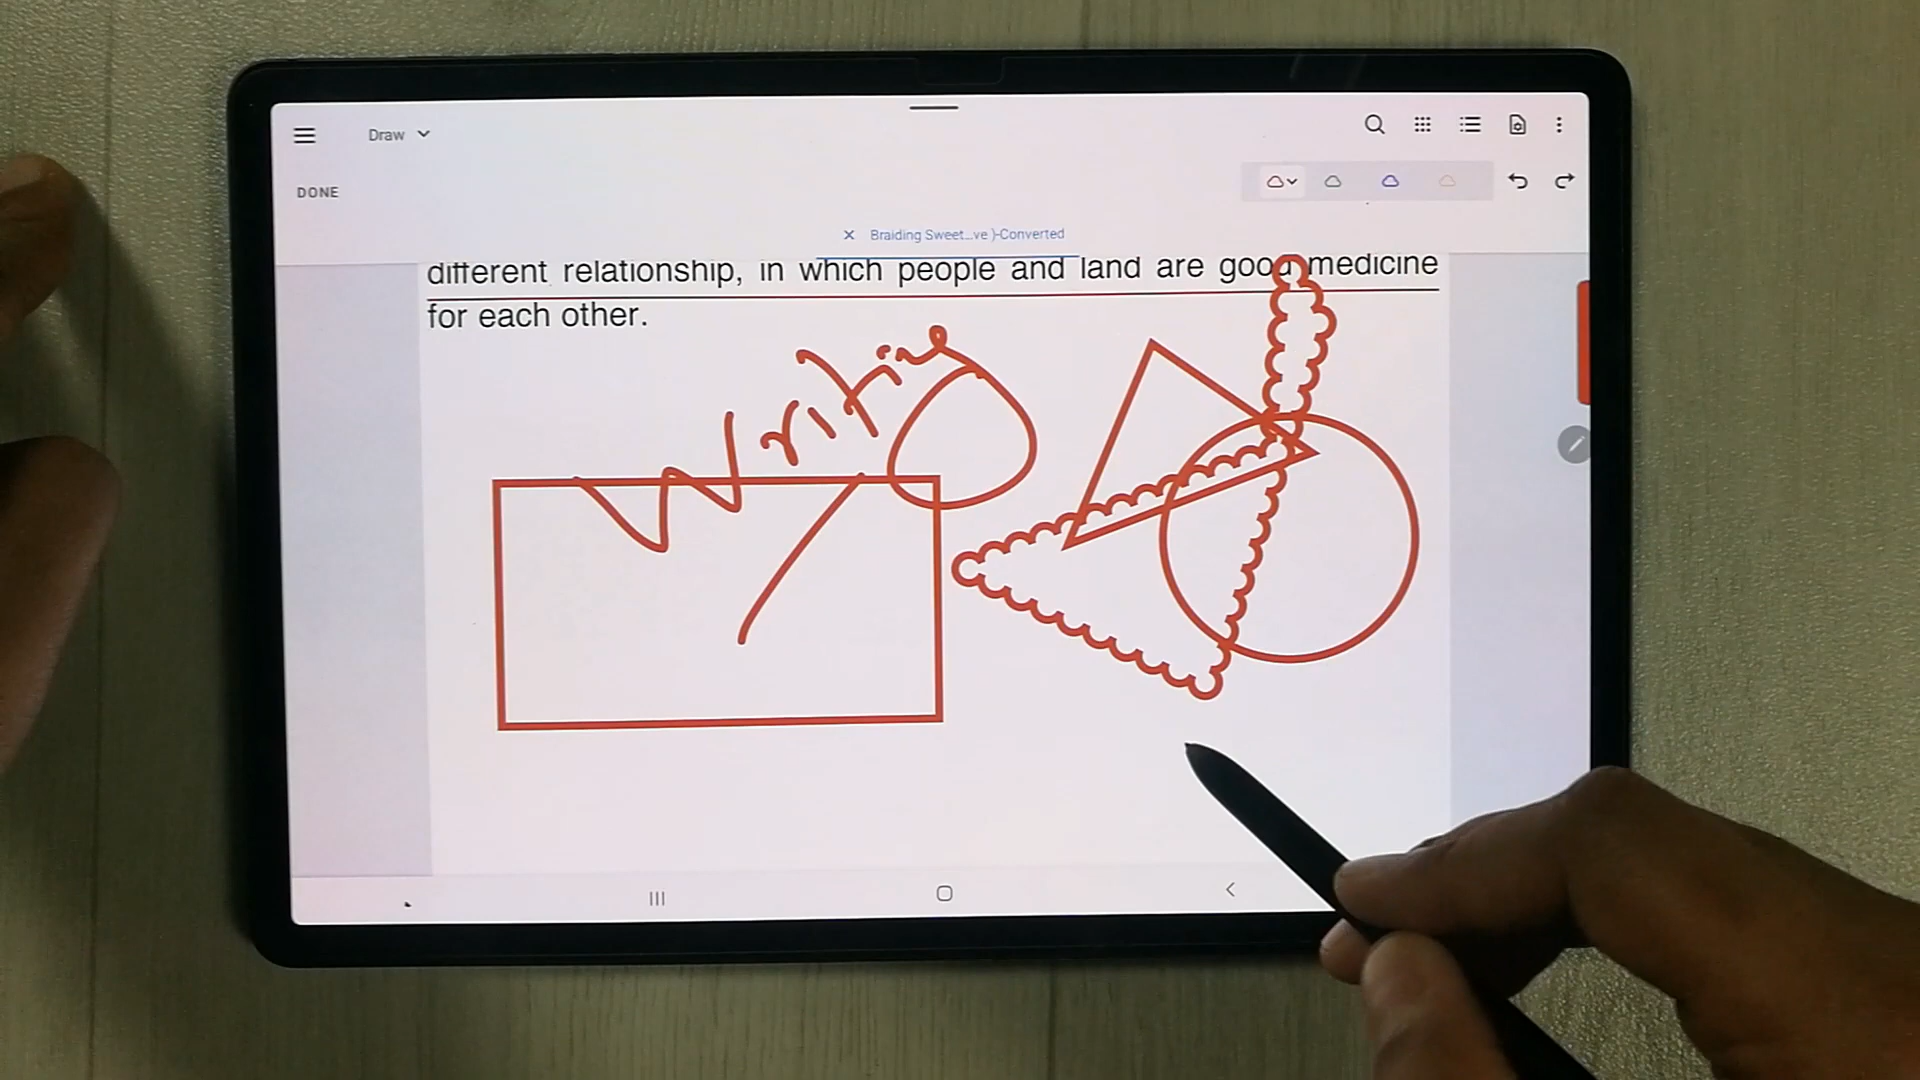 Draw
DONE
Braiding Sweet...ve )-Converted
different relationship, in which people and land are good medicine
for each other.